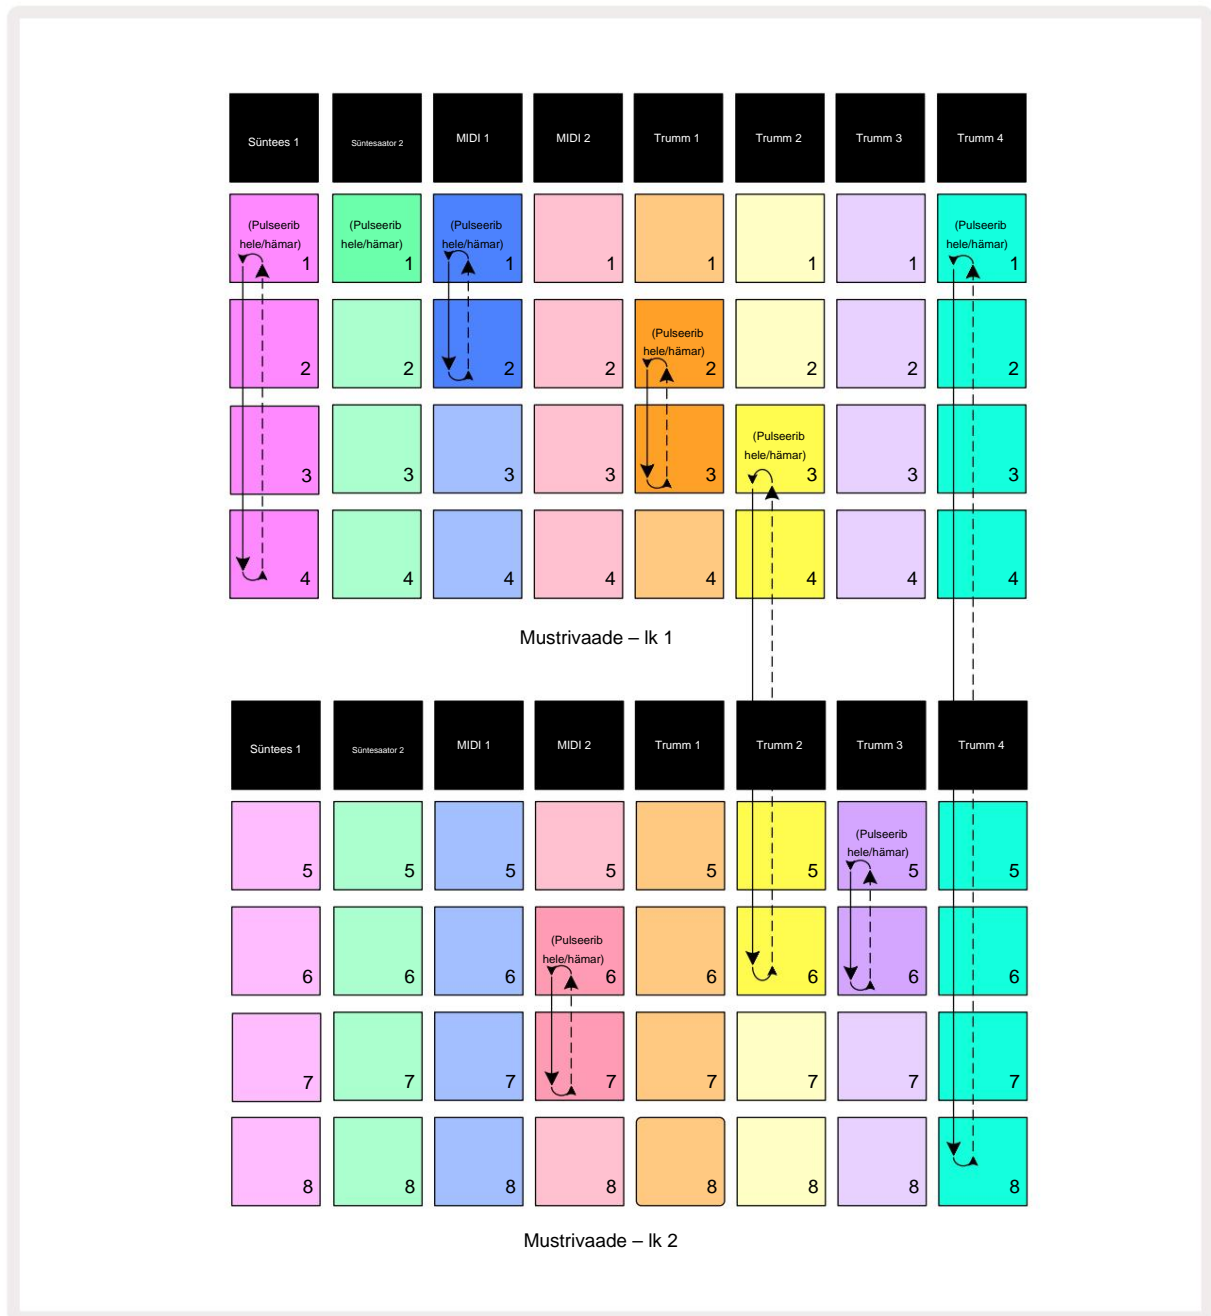 Süntees 1 Süntesaator 2 MIDI 1 MIDI 2 Trumm 1 Trumm 2 Trumm 3 Trumm 4
(Pulseerib (Pulseerib (Pulseerib (Pulseerib
hele/hämar) hele/hämar) hele/hämar) hele/hämar)
1 1 1 1 1 1 1 1
(Pulseerib
hele/hämar)
2 2 2 2 2 2 2 2
(Pulseerib
hele/hämar)
3 3 3 3 3 3 3 3
4 4 4 4 4 4 4 4
Mustrivaade – lk 1
Süntees 1 Süntesaator 2 MIDI 1 MIDI 2 Trumm 1 Trumm 2 Trumm 3 Trumm 4
(Pulseerib
hele/hämar)
5 5 5 5 5 5 5 5
(Pulseerib
hele/hämar)
6 6 6 6 6 6 6 6
7 7 7 7 7 7 7 7
8 8 8 8 8 8 8 8
Mustrivaade – lk 2